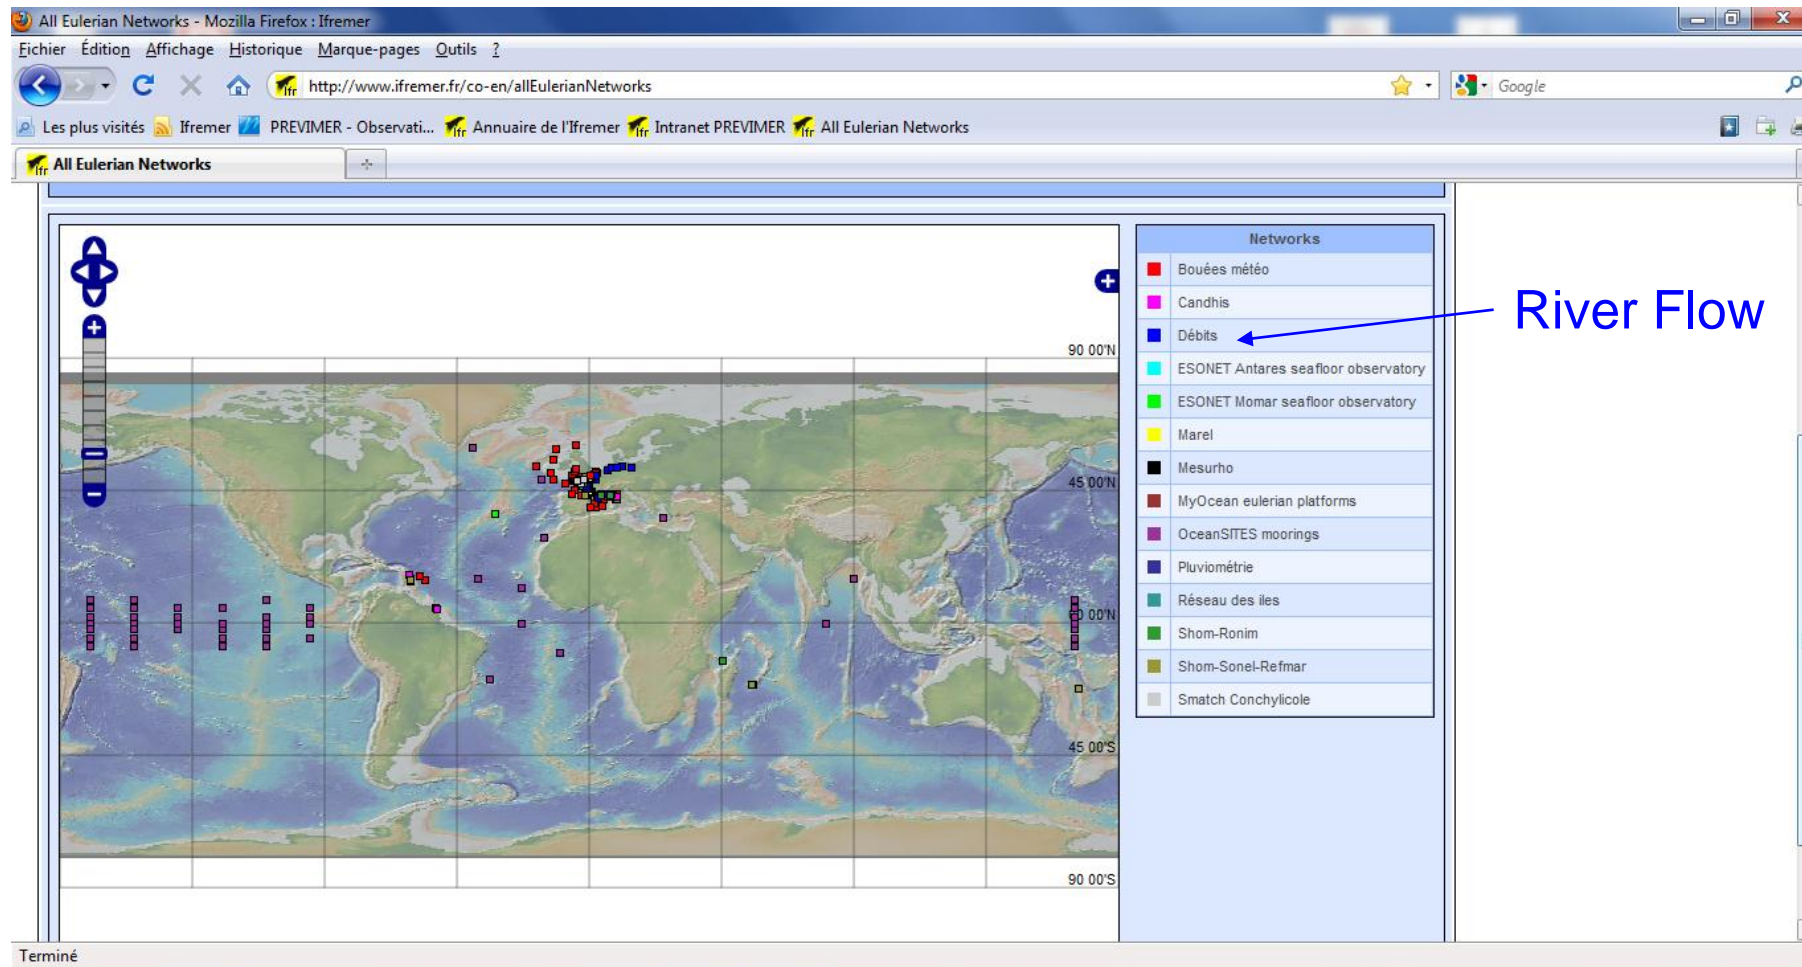 All Eulerian Networks - Mozilla Firefox : Ifremer
Fichier Édition Affichage Historique Marque-pages Outils ?
http://www.ifremer.fr/co-en/allEulerianNetworks
Google
Les plus visités Ifremer PREVIMER - Observati... Annuaire de l'Ifremer Intranet PREVIMER All Eulerian Networks
All Eulerian Networks
Networks
Bouées météo
Candhis
Débits
ESONET Antares seafloor observatory
ESONET Momar seafloor observatory
Marel
Mesurho
MyOcean eulerian platforms
OceanSITES moorings
Pluviométrie
Réseau des iles
Shom-Ronim
Shom-Sonel-Refmar
Smatch Conchylicole
River Flow
90 00'N
45 00'N
00'N
45 00'S
90 00'S
Terminé